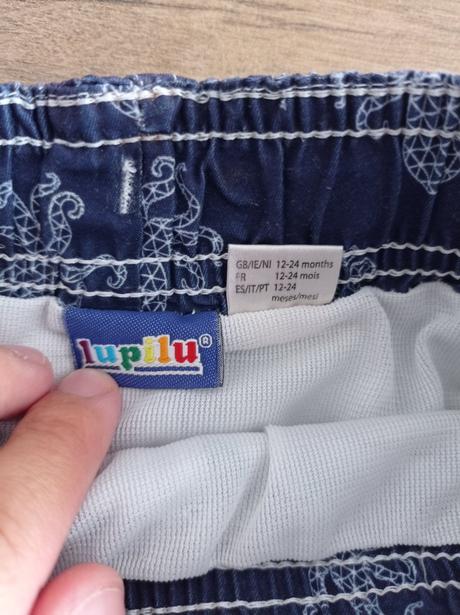 GB/IE/NI 12-24 months
FR 12-24 mois
ES/IT/PT 12-24
meses/mesi
lupilu®